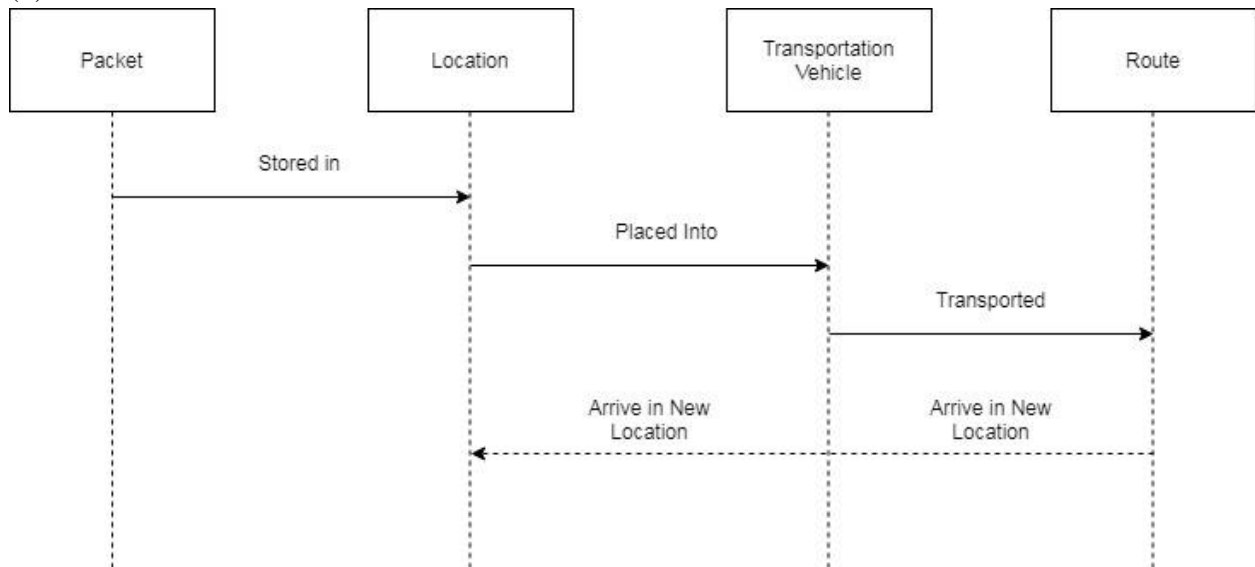 Packet
Location
Transportation
Vehicle
Route
Stored in
Placed Into
Transported
Arrive in New
Location
Arrive in New
Location